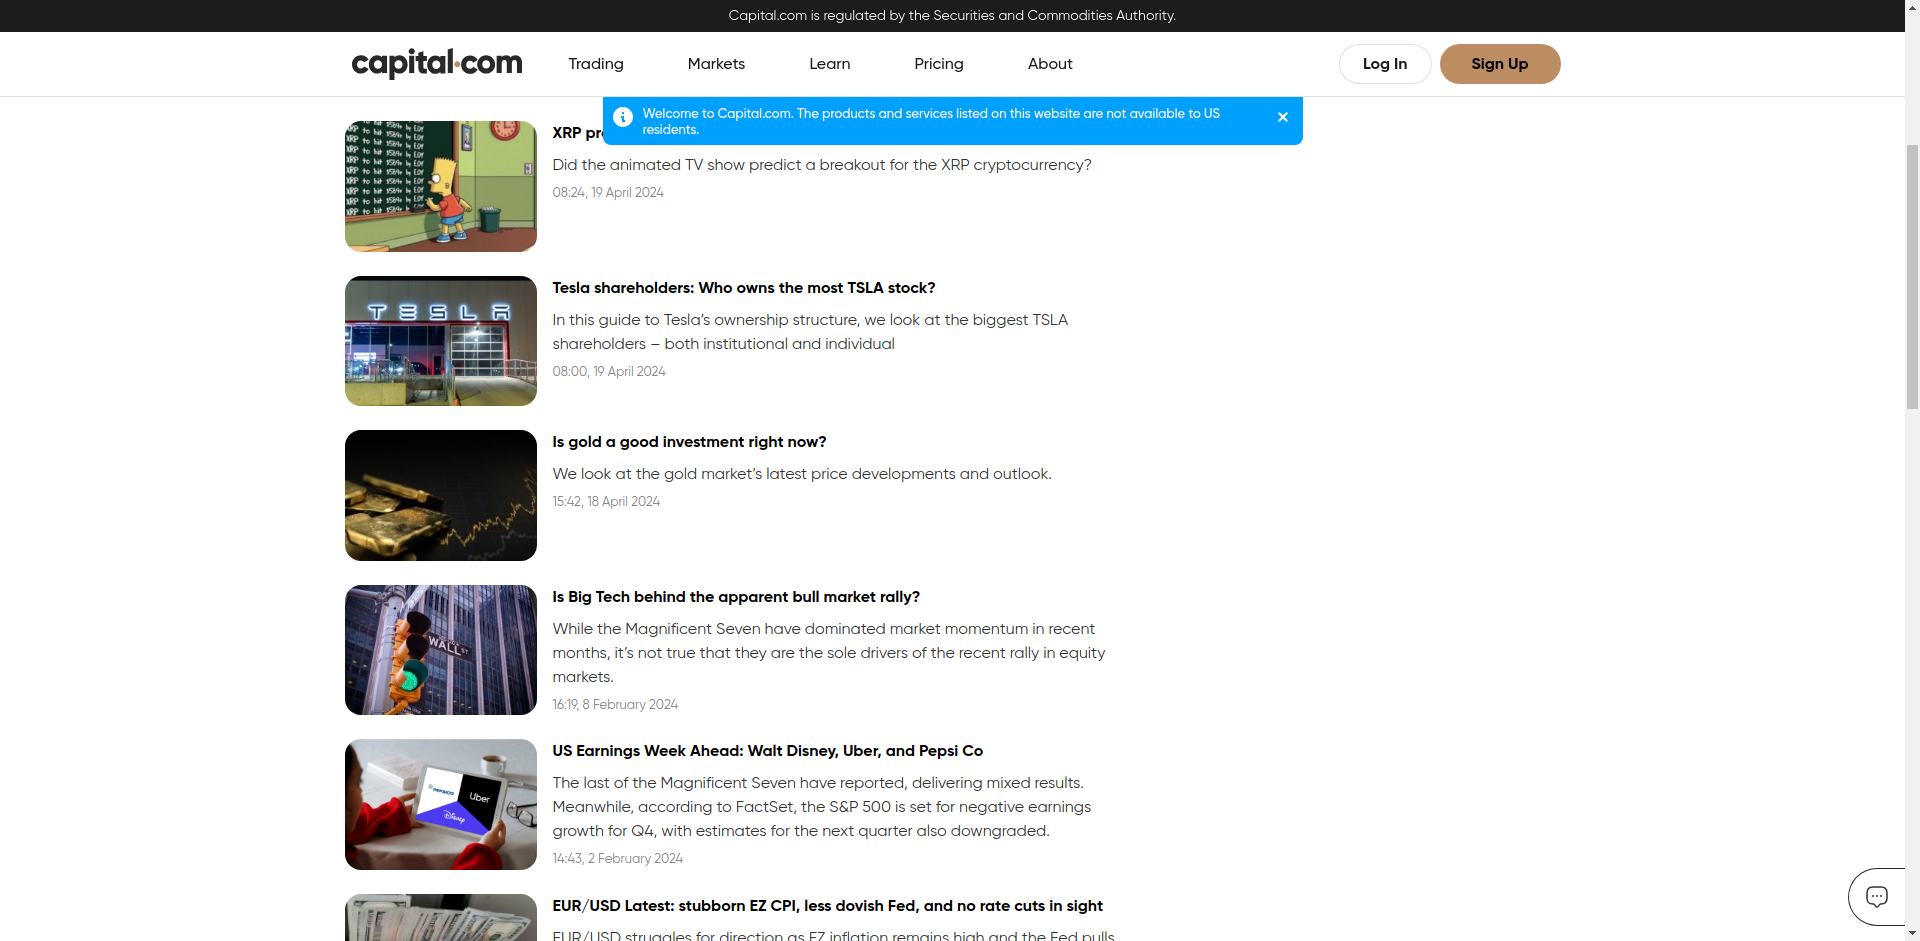 Capital.com is regulated by the Securities and Commodities Authority.
capital.com
Trading
Markets
Learn
Pricing
About
Log In
Sign Up
Welcome to Capital.com. The products and services listed on this website are not available to US
residents.
XRP
Did the animated TV show predict a breakout for the XRP cryptocurrency?
08:24, 19 April 2024
TESLA
Tesla shareholders: Who owns the most TSLA stock?
In this guide to Tesla’s ownership structure, we look at the biggest TSLA
shareholders – both institutional and individual
08:00, 19 April 2024
Is gold a good investment right now?
We look at the gold market’s latest price developments and outlook.
15:42, 18 April 2024
WALL ST
Is Big Tech behind the apparent bull market rally?
While the Magnificent Seven have dominated market momentum in recent
months, it’s not true that they are the sole drivers of the recent rally in equity
markets.
16:19, 8 February 2024
PEPSICO
Uber
Disney
US Earnings Week Ahead: Walt Disney, Uber, and Pepsi Co
The last of the Magnificent Seven have reported, delivering mixed results.
Meanwhile, according to FactSet, the S&P 500 is set for negative earnings
growth for Q4, with estimates for the next quarter also downgraded.
14:43, 2 February 2024
EUR/USD Latest: stubborn EZ CPI, less dovish Fed, and no rate cuts in sight
EUR/USD struggles for direction as EZ inflation remains high and the Fed pulls